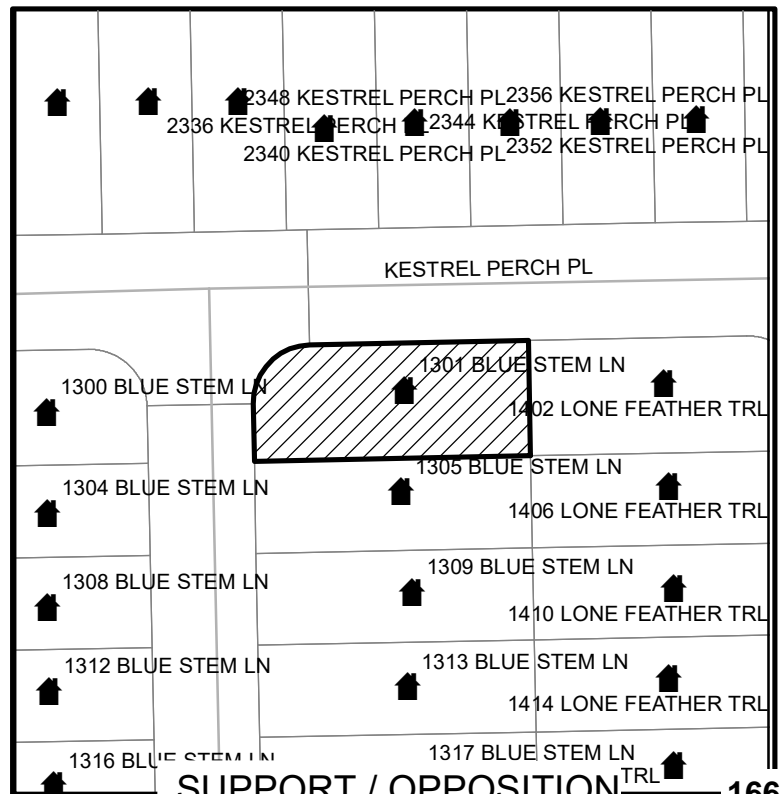 2348 KESTREL PERCH PL 2356 KESTREL PERCH PL
2336 KESTREL PERCH PL 2344 KESTREL PERCH PL
2340 KESTREL PERCH PL 2352 KESTREL PERCH PL
KESTREL PERCH PL
1301 BLUE STEM LN
1300 BLUE STEM LN
1402 LONE FEATHER TRL
1305 BLUE STEM LN
1304 BLUE STEM LN
1406 LONE FEATHER TRL
1309 BLUE STEM LN
1308 BLUE STEM LN
1410 LONE FEATHER TRL
1313 BLUE STEM LN
1312 BLUE STEM LN
1414 LONE FEATHER TRL
1317 BLUE STEM LN
1316 BLUE STEM LN
TRL
SUPPORT / OPPOSITION 166